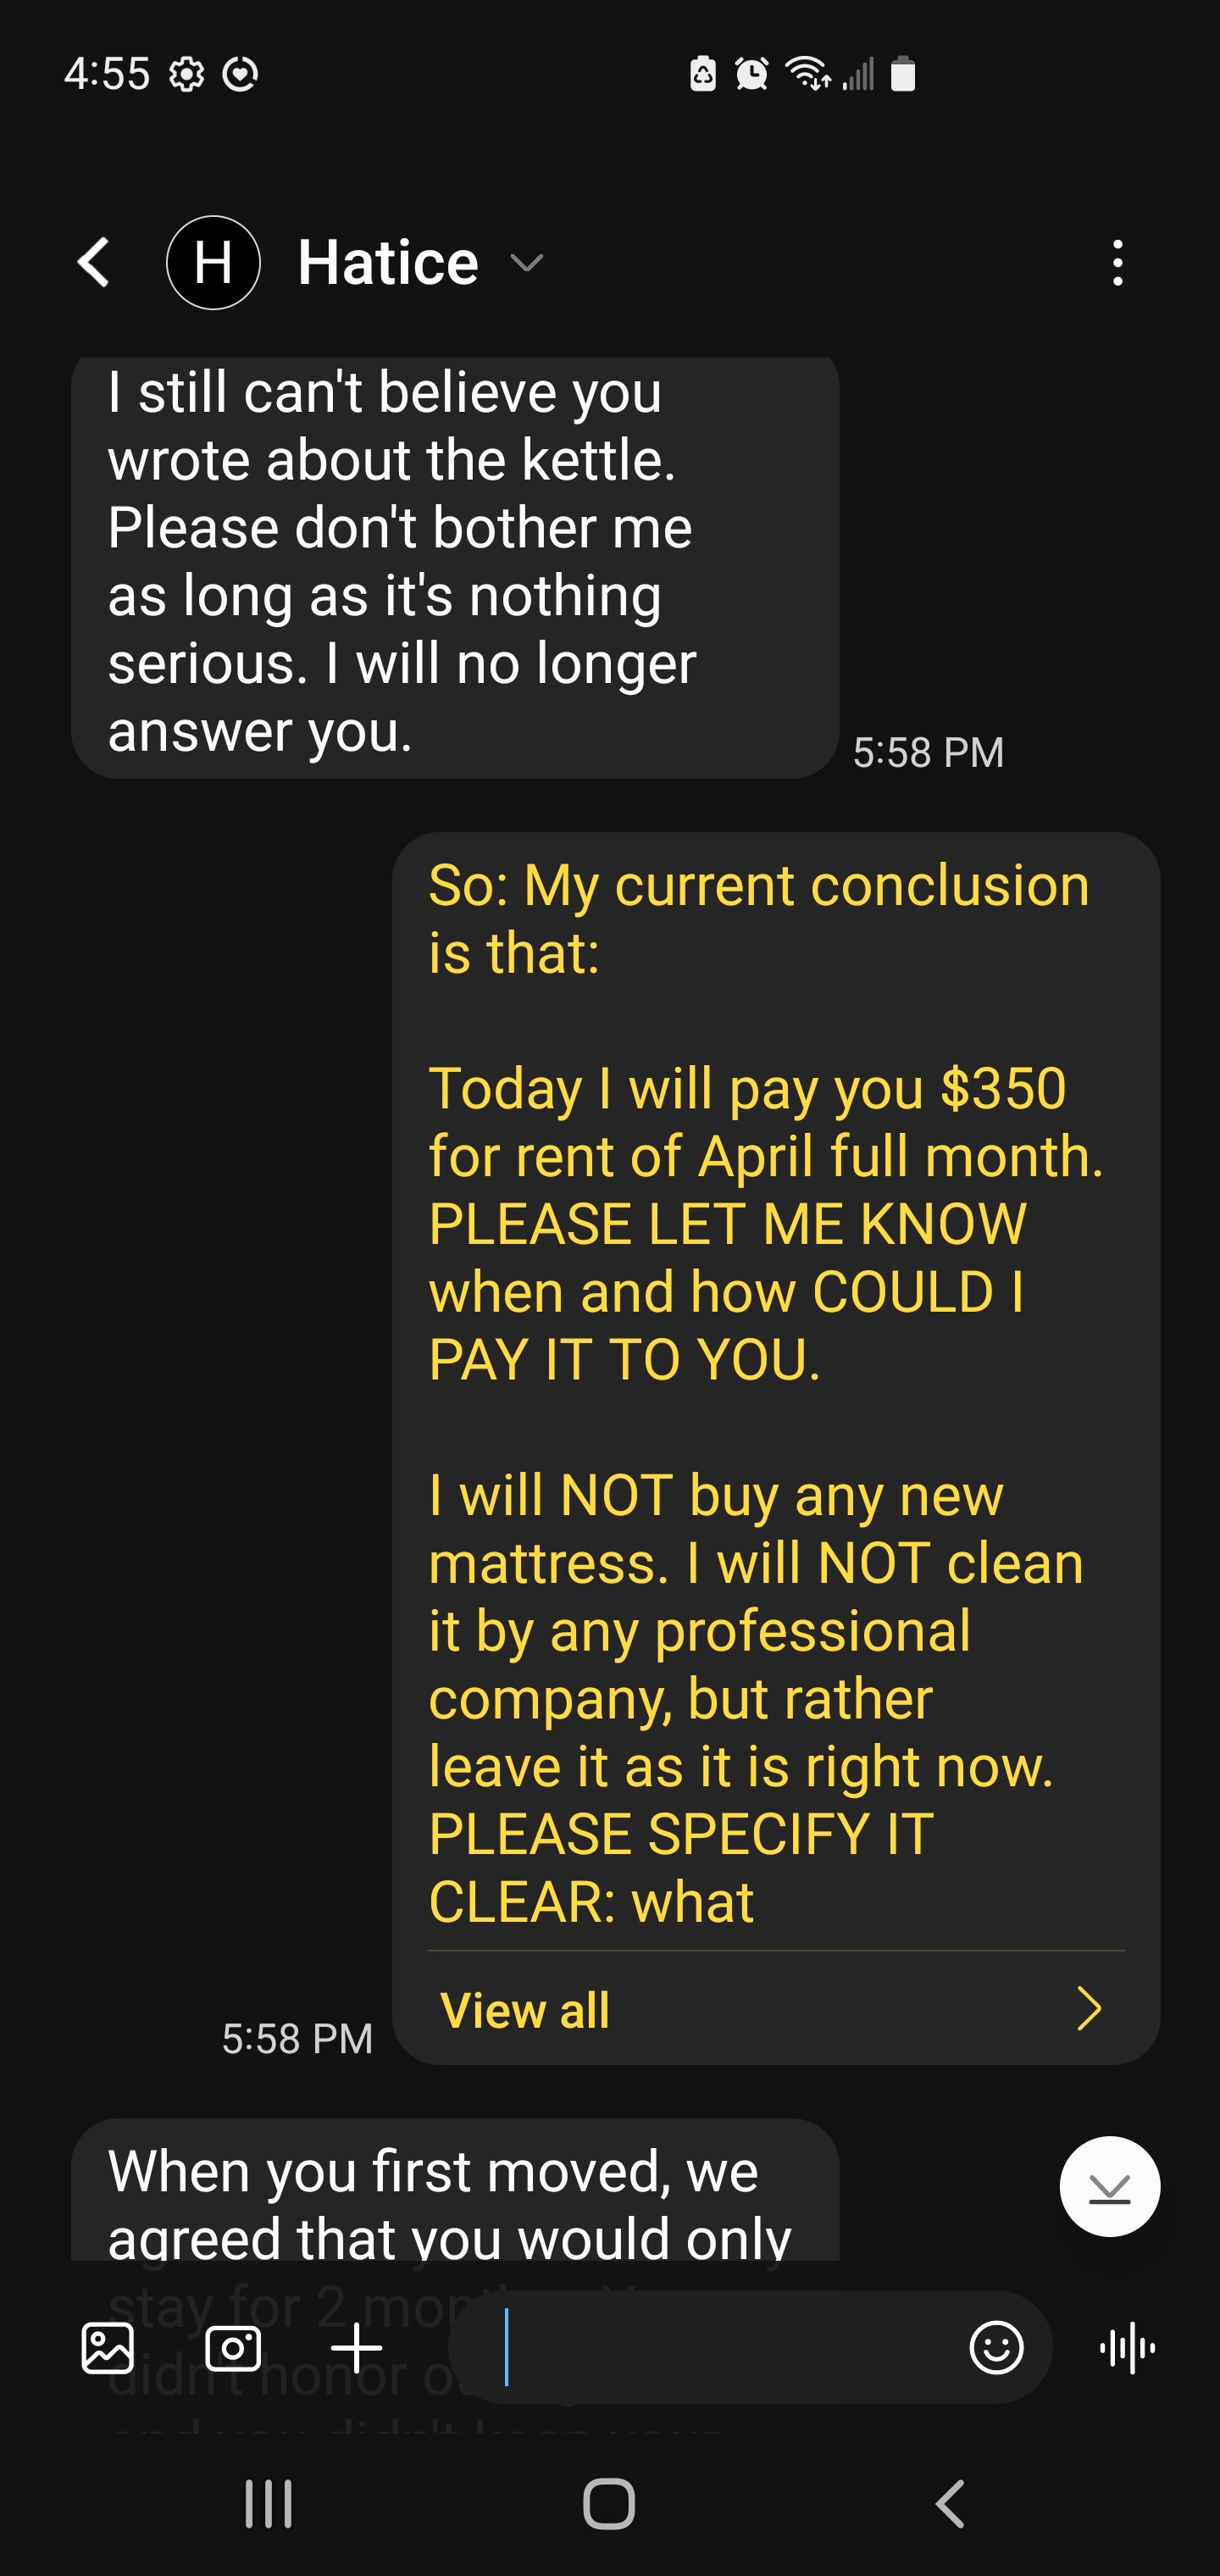 4:55
H Hatice
I still can't believe you
wrote about the kettle.
Please don't bother me
as long as it's nothing
serious. I will no longer
answer you.
5:58 PM
So: My current conclusion
is that:
Today I will pay you $350
for rent of April full month.
PLEASE LET ME KNOW
when and how COULD I
PAY IT TO YOU.
I will NOT buy any new
mattress. I will NOT clean
it by any professional
company, but rather
leave it as it is right now.
PLEASE SPECIFY IT
CLEAR: what
View all
5:58 PM
When you first moved, we
agreed that you would only
stay for 2
didn't honor
and you didn't keep your